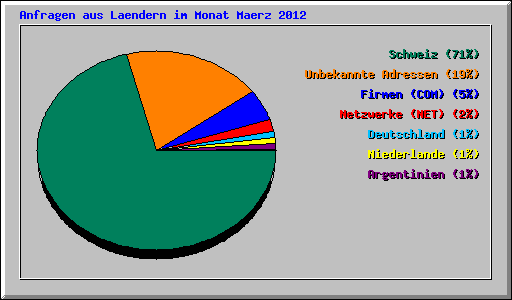 Anfragen aus Laendern im Monat Maerz 2012
Schweiz (71%)
Unbekannte Adressen (19%)
Firmen (COM) (5%)
Netzwerke (NET) (2%)
Deutschland (1%)
Niederlande (1%)
Argentinien (1%)